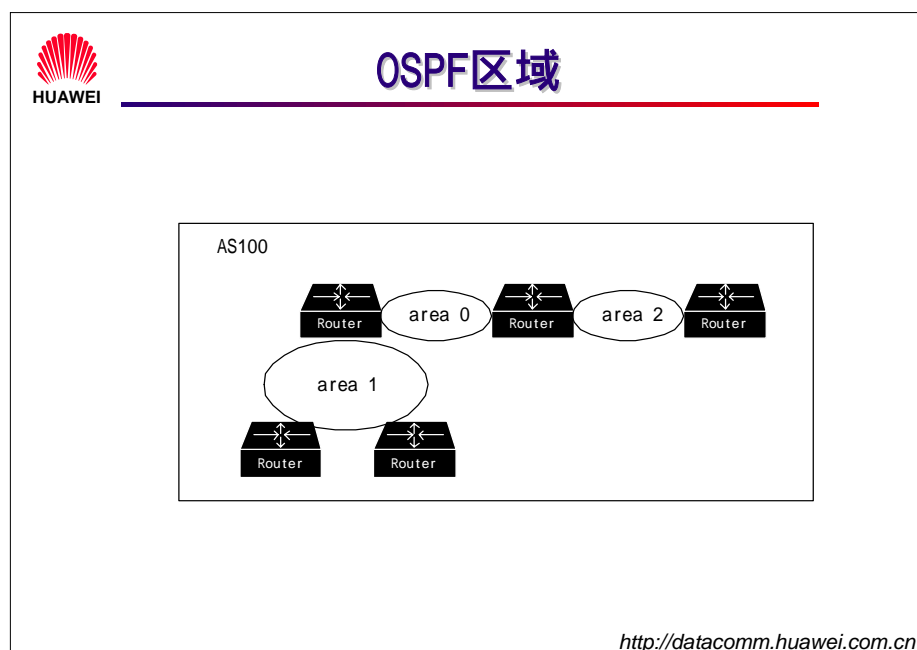 HUAWEI
OSPF区域
AS100
Router
area 0
Router
area 2
Router
area 1
Router
Router
http://datacomm.huawei.com.cn